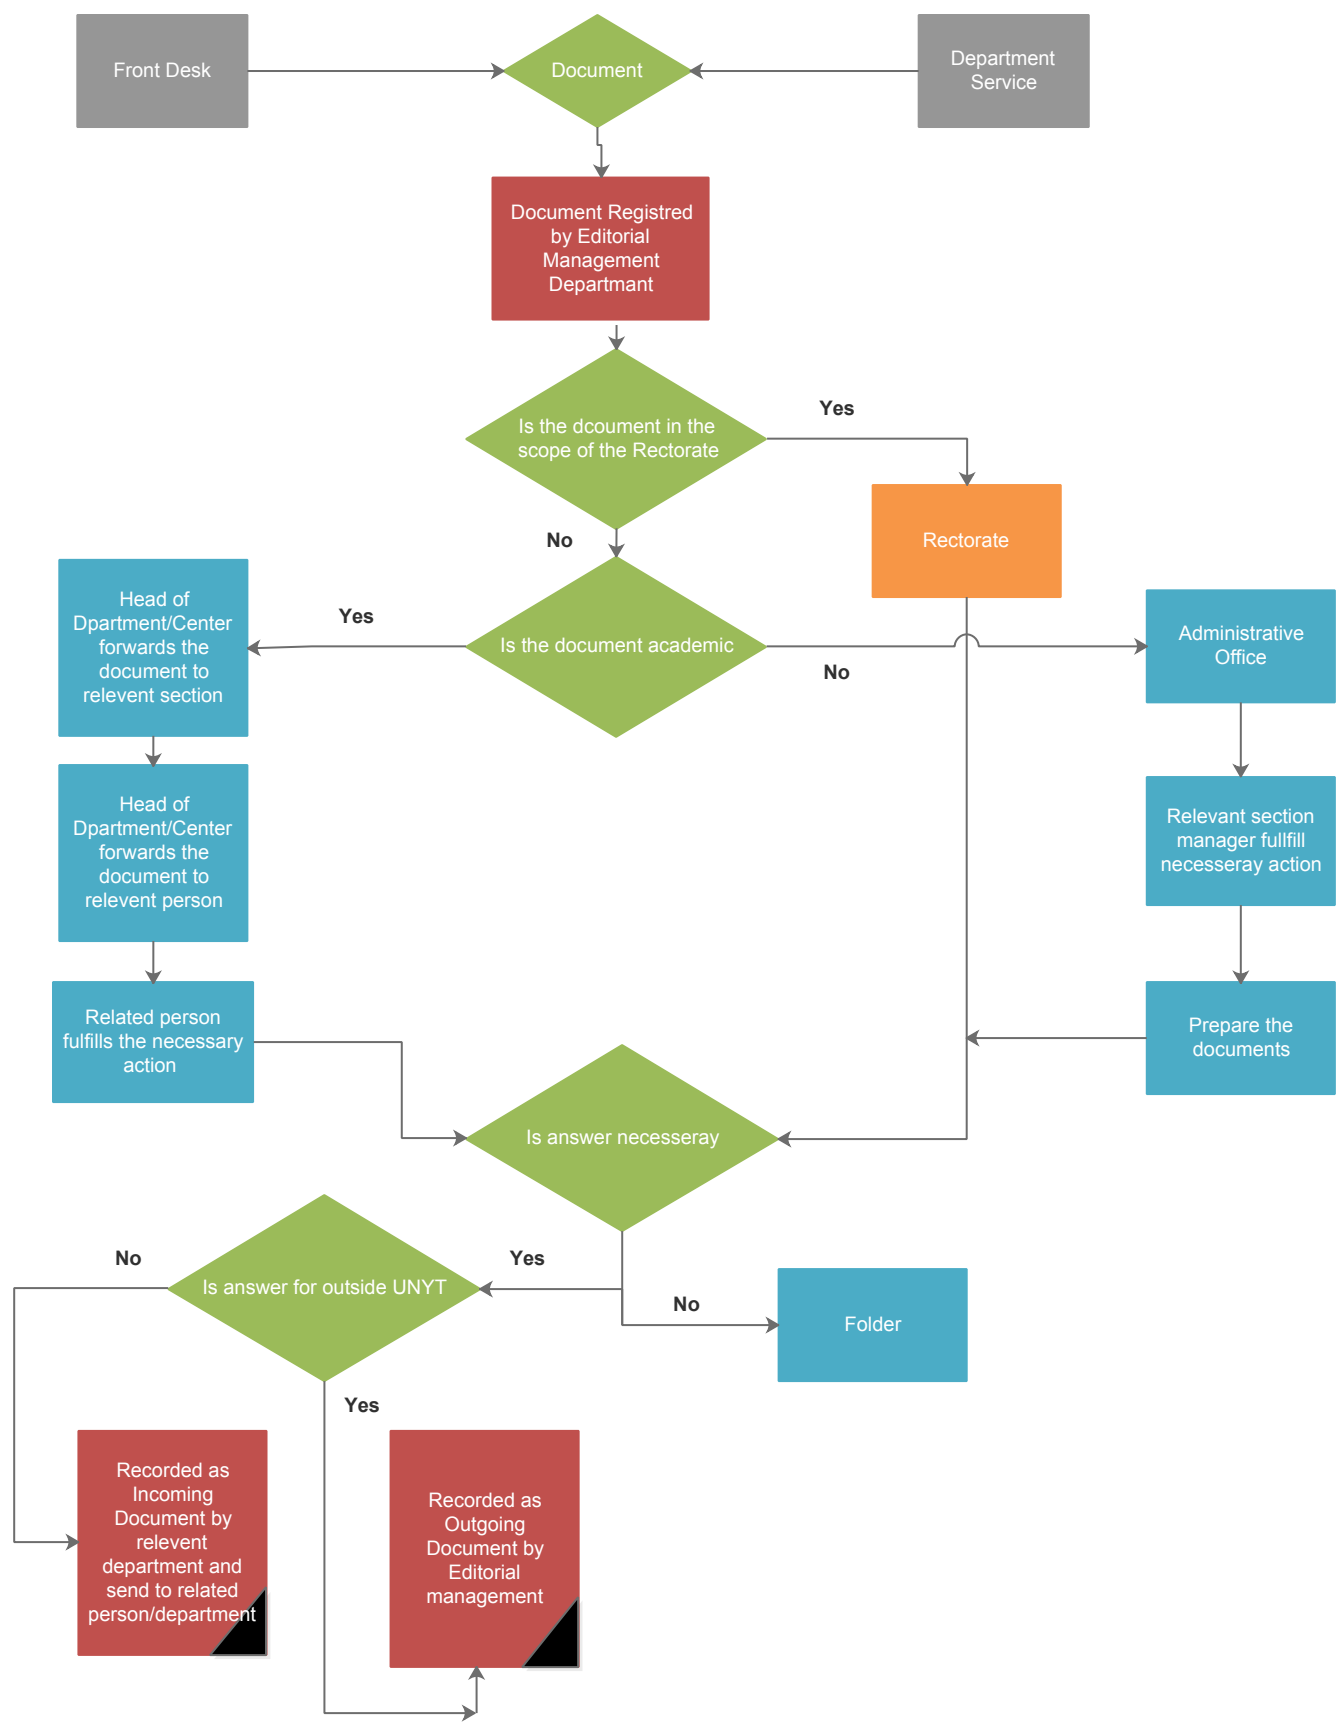 Front Desk
Document
Department
Service
Document Registred
by Editorial
Management
Departmant
Is the dcoument in the
scope of the Rectorate
Yes
No
Rectorate
Head of
Dpartment/Center
forwards the
document to
relevent section
Yes
Is the document academic
No
Administrative
Office
Head of
Dpartment/Center
forwards the
document to
relevent person
Relevant section
manager fullfill
necesseray action
Related person
fulfills the necessary
action
Prepare the
documents
Is answer necesseray
No
Is answer for outside UNYT
Yes
No
Folder
Yes
Recorded as
Incoming
Document by
relevent
department and
send to related
person/department
Recorded as
Outgoing
Document by
Editorial
management